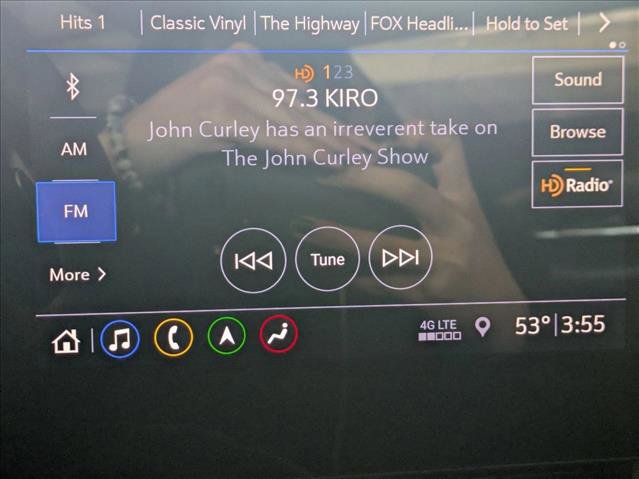 Hits 1 | Classic Vinyl | The Highway | FOX Headli... | Hold to Set |
HD 123
97.3 KIRO
John Curley has an irreverent take on
The John Curley Show
AM
FM
More
Sound
Browse
HD Radio®
Tune
4G LTE
53° | 3:55